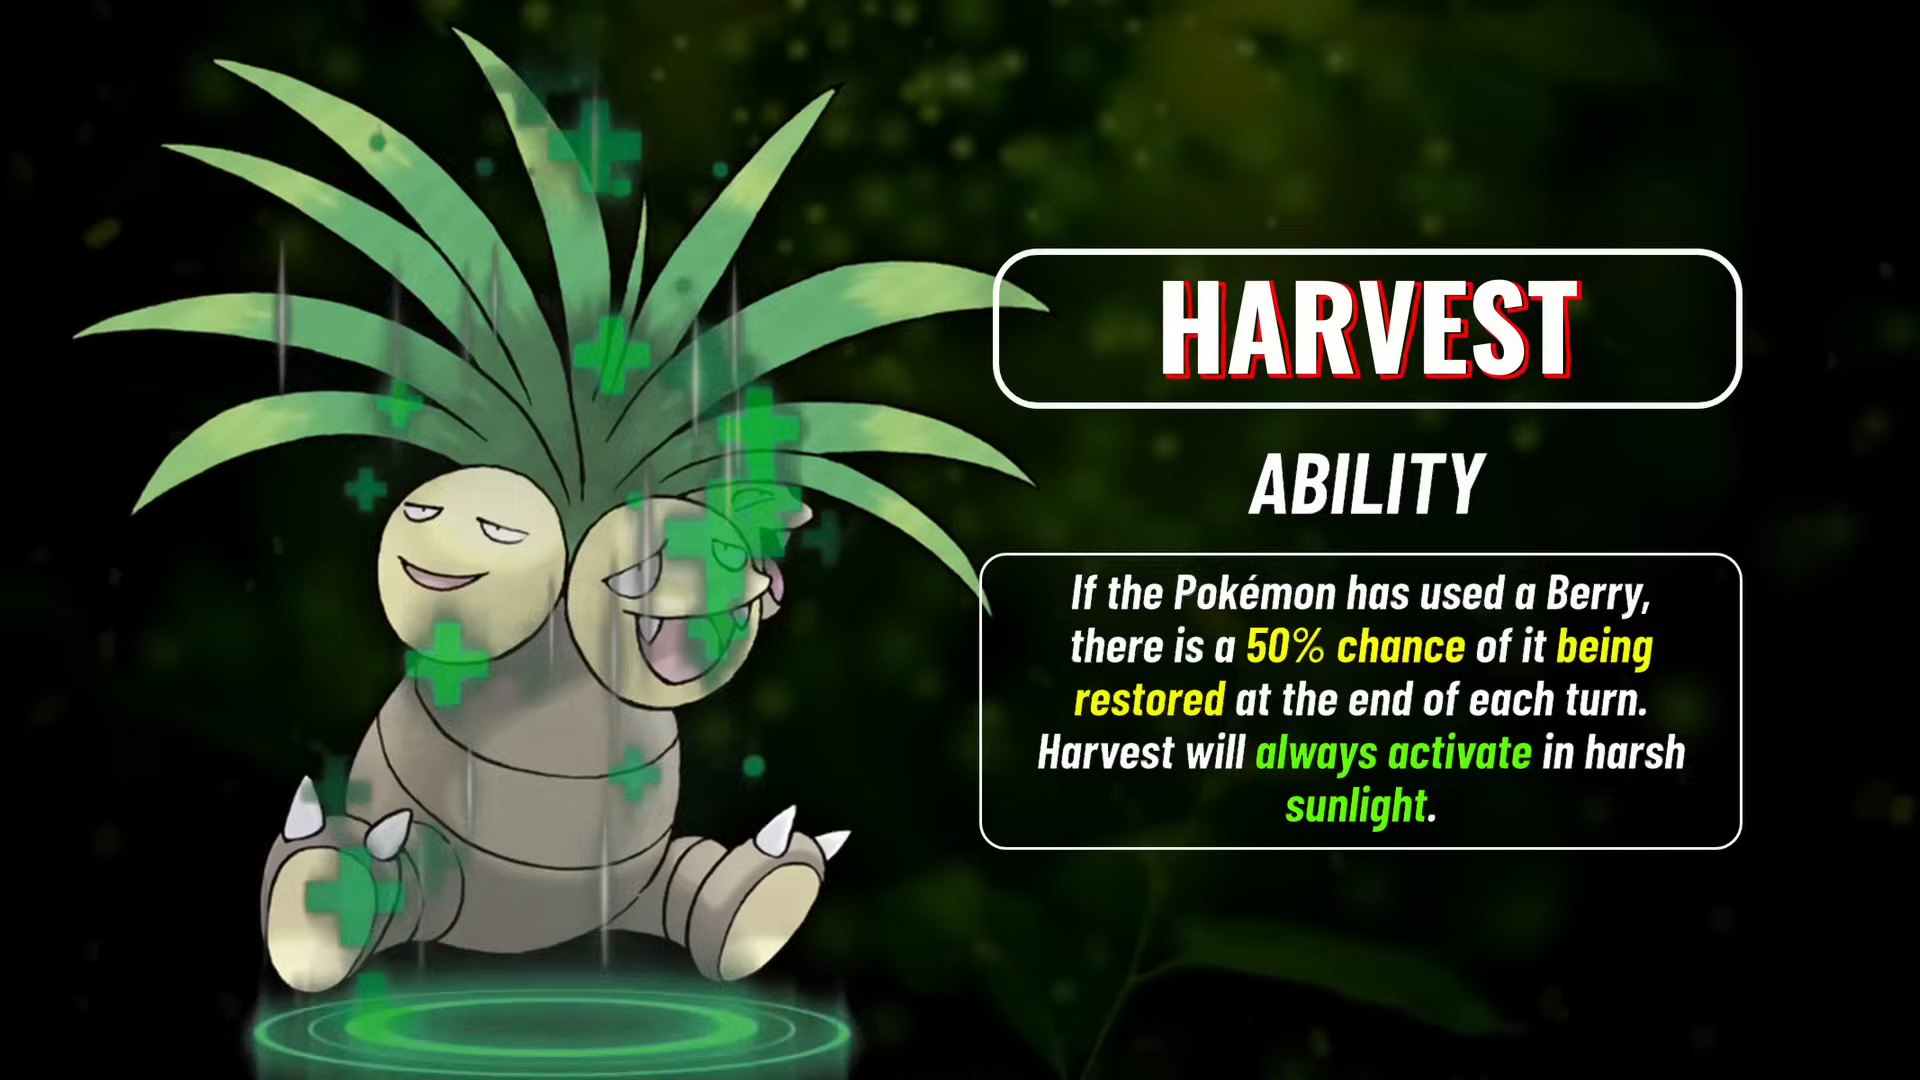 HARVEST
ABILITY
If the Pokémon has used a Berry,
there is a 50% chance of it being
restored at the end of each turn.
Harvest will always activate in harsh
sunlight.